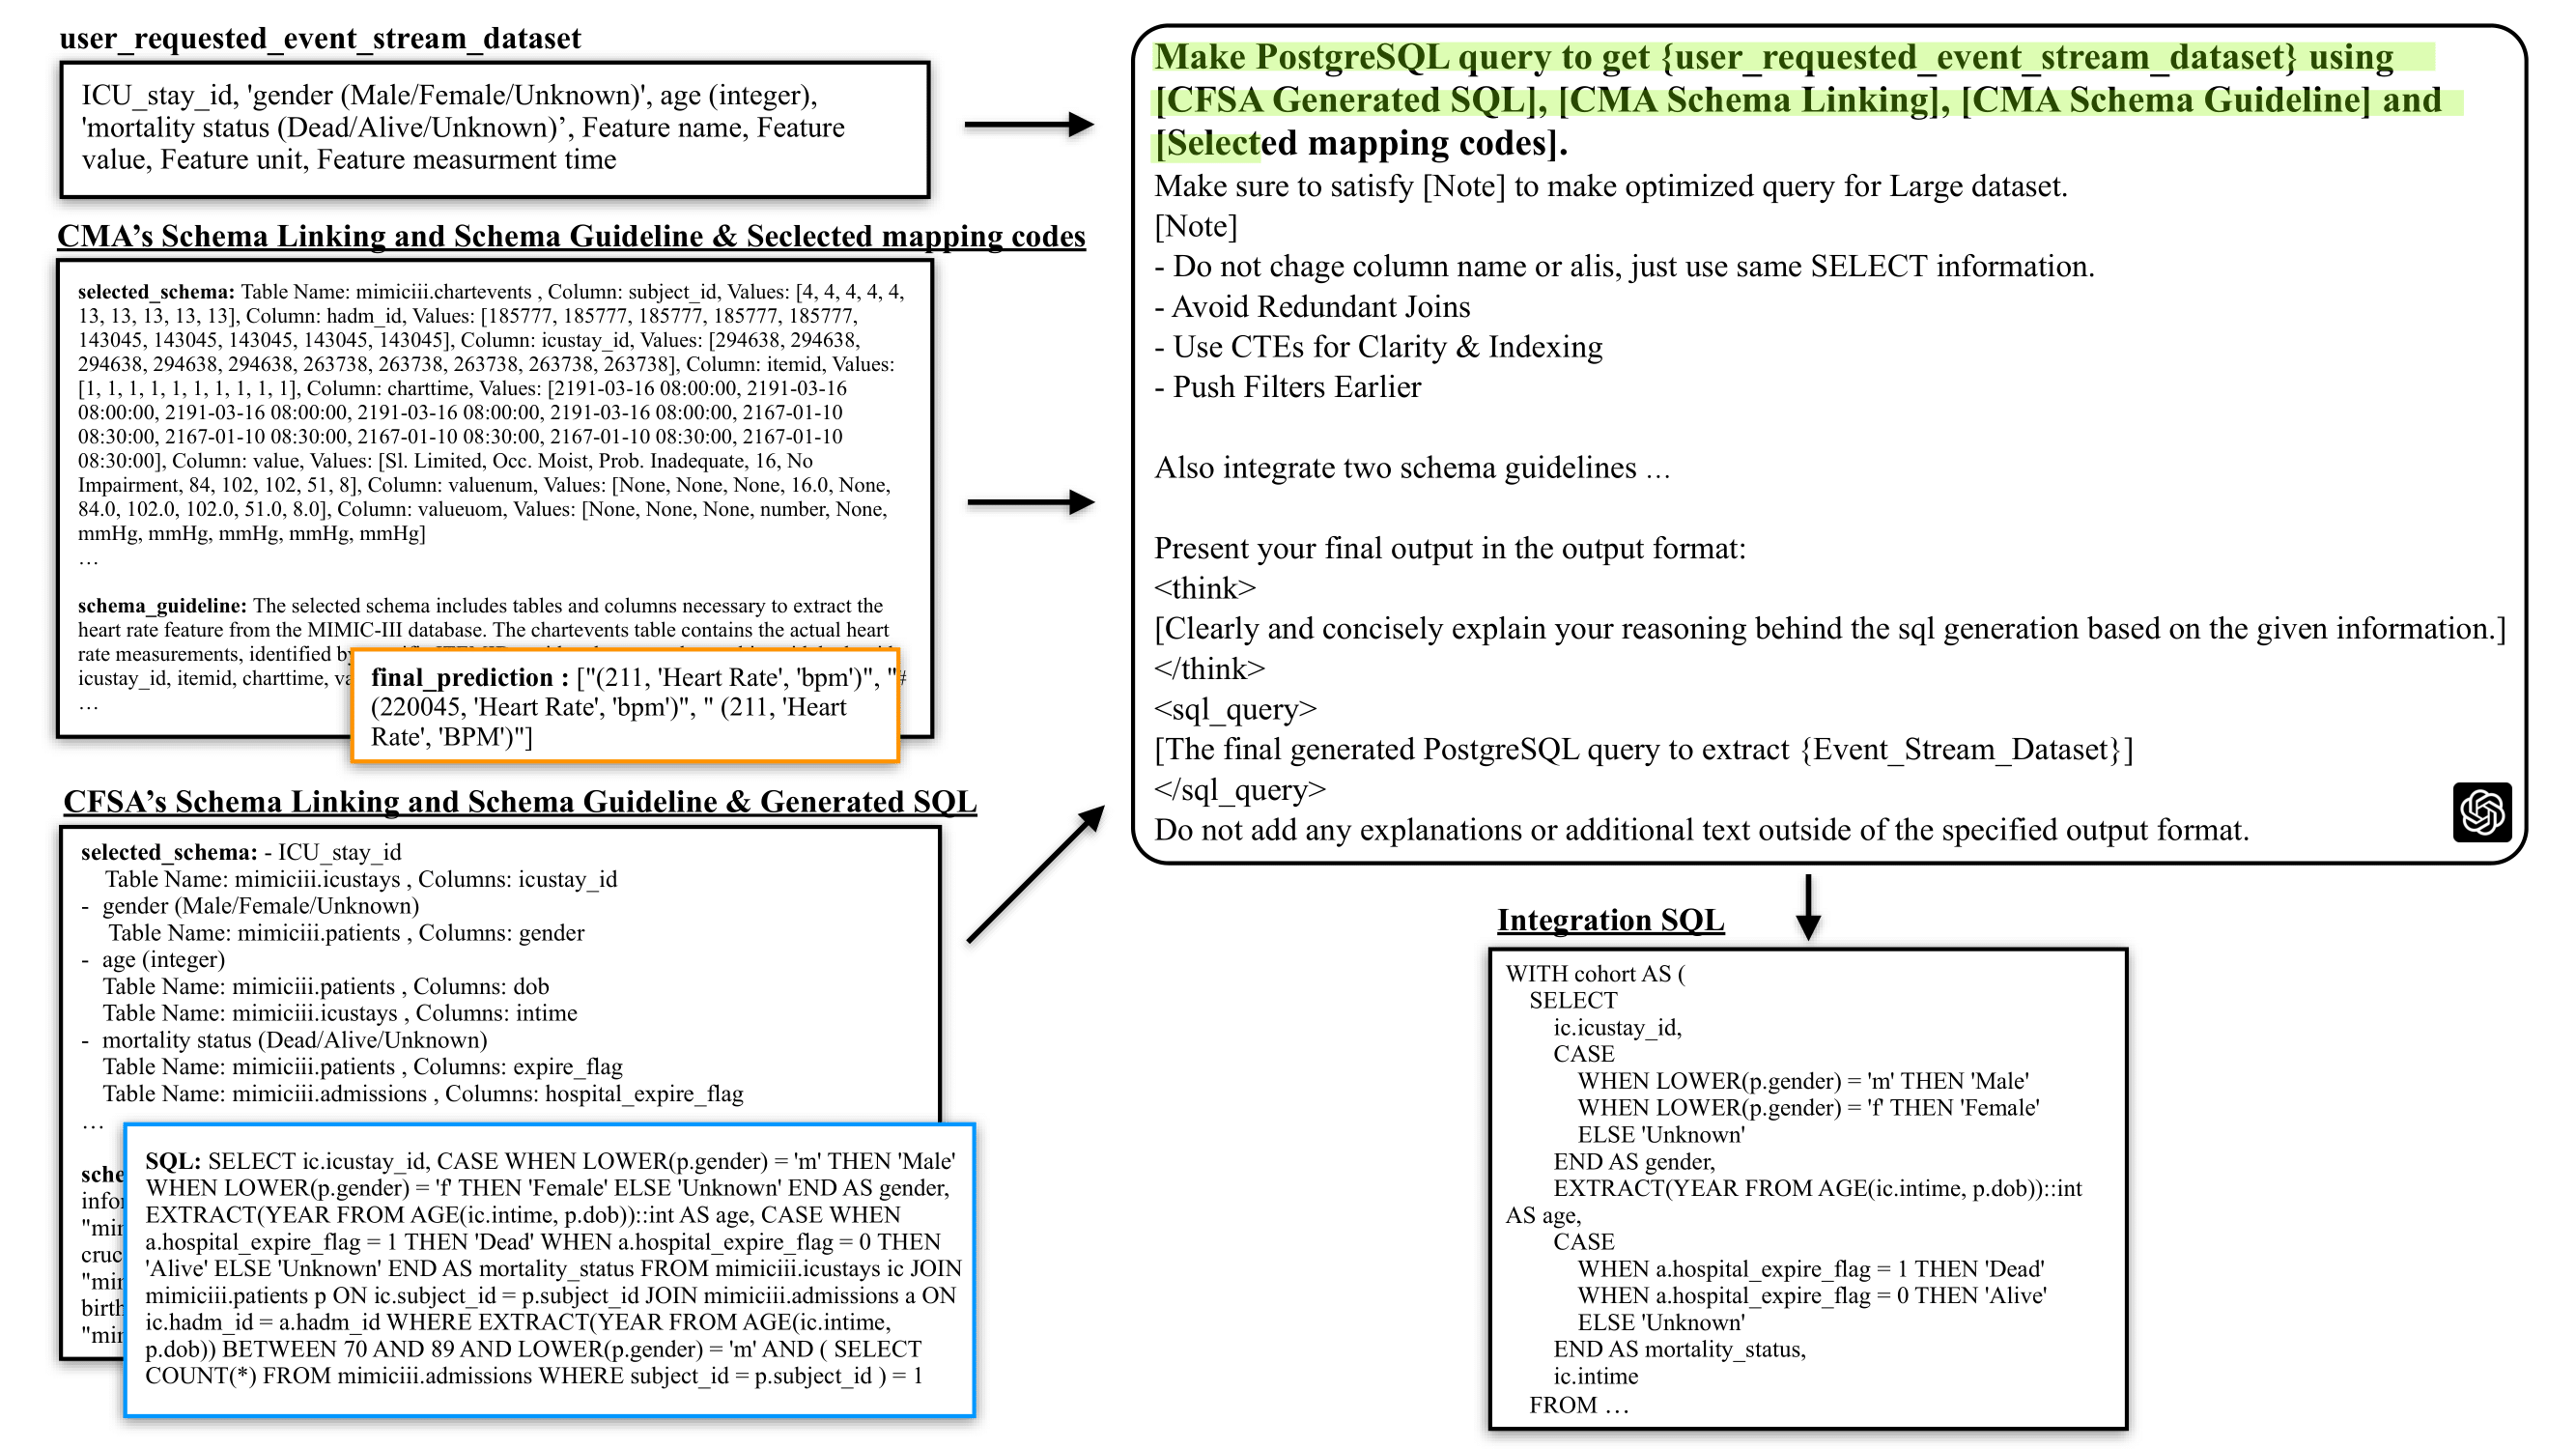 user_requested_event_stream_dataset
ICU_stay_id, 'gender (Male/Female/Unknown)', age (integer),
'mortality status (Dead/Alive/Unknown)’, Feature name, Feature
value, Feature unit, Feature measurment time
CMA’s Schema Linking and Schema Guideline & Seclected mapping codes
selected_schema: Table Name: mimiciii.chartevents , Column: subject_id, Values: [4, 4, 4, 4, 4,
13, 13, 13, 13, 13], Column: hadm_id, Values: [185777, 185777, 185777, 185777, 185777,
143045, 143045, 143045, 143045, 143045], Column: icustay_id, Values: [294638, 294638,
294638, 294638, 294638, 263738, 263738, 263738, 263738, 263738], Column: itemid, Values:
[1, 1, 1, 1, 1, 1, 1, 1, 1, 1], Column: charttime, Values: [2191-03-16 08:00:00, 2191-03-16
08:00:00, 2191-03-16 08:00:00, 2191-03-16 08:00:00, 2191-03-16 08:00:00, 2167-01-10
08:30:00, 2167-01-10 08:30:00, 2167-01-10 08:30:00, 2167-01-10 08:30:00, 2167-01-10
08:30:00], Column: value, Values: [Sl. Limited, Occ. Moist, Prob. Inadequate, 16, No
Impairment, 84, 102, 102, 51, 8], Column: valuenum, Values: [None, None, None, 16.0, None,
84.0, 102.0, 102.0, 51.0, 8.0], Column: valueuom, Values: [None, None, None, number, None,
mmHg, mmHg, mmHg, mmHg, mmHg]
…
schema_guideline: The selected schema includes tables and columns necessary to extract the
heart rate feature from the MIMIC-III database. The chartevents table contains the actual heart
rate measurements, identified by
icustay_id, itemid, charttime,
…
final_prediction : ["(211, 'Heart Rate', 'bpm')", "
(220045, 'Heart Rate', 'bpm')", " (211, 'Heart
Rate', 'BPM')"]
CFSA’s Schema Linking and Schema Guideline & Generated SQL
selected_schema: - ICU_stay_id
Table Name: mimiciii.icustays , Columns: icustay_id
- gender (Male/Female/Unknown)
Table Name: mimiciii.patients , Columns: gender
- age (integer)
Table Name: mimiciii.patients , Columns: dob
Table Name: mimiciii.icustays , Columns: intime
- mortality status (Dead/Alive/Unknown)
Table Name: mimiciii.patients , Columns: expire_flag
Table Name: mimiciii.admissions , Columns: hospital_expire_flag
…
SQL: SELECT ic.icustay_id, CASE WHEN LOWER(p.gender) = 'm' THEN 'Male'
WHEN LOWER(p.gender) = 'f' THEN 'Female' ELSE 'Unknown' END AS gender,
EXTRACT(YEAR FROM AGE(ic.intime, p.dob))::int AS age, CASE WHEN
a.hospital_expire_flag = 1 THEN 'Dead' WHEN a.hospital_expire_flag = 0 THEN
'Alive' ELSE 'Unknown' END AS mortality_status FROM mimiciii.icustays ic JOIN
mimiciii.patients p ON ic.subject_id = p.subject_id JOIN mimiciii.admissions a ON
ic.hadm_id = a.hadm_id WHERE EXTRACT(YEAR FROM AGE(ic.intime,
p.dob)) BETWEEN 70 AND 89 AND LOWER(p.gender) = 'm' AND ( SELECT
COUNT(*) FROM mimiciii.admissions WHERE subject_id = p.subject_id ) = 1
Make PostgreSQL query to get {user_requested_event_stream_dataset} using
[CFSA Generated SQL], [CMA Schema Linking], [CMA Schema Guideline] and
[Selected mapping codes].
Make sure to satisfy [Note] to make optimized query for Large dataset.
[Note]
- Do not chage column name or alis, just use same SELECT information.
- Avoid Redundant Joins
- Use CTEs for Clarity & Indexing
- Push Filters Earlier
Also integrate two schema guidelines …
Present your final output in the output format:
<think>
[Clearly and concisely explain your reasoning behind the sql generation based on the given information.]
</think>
<sql_query>
[The final generated PostgreSQL query to extract {Event_Stream_Dataset}]
</sql_query>
Do not add any explanations or additional text outside of the specified output format.
Integration SQL
WITH cohort AS (
SELECT
ic.icustay_id,
CASE
WHEN LOWER(p.gender) = 'm' THEN 'Male'
WHEN LOWER(p.gender) = 'f' THEN 'Female'
ELSE 'Unknown'
END AS gender,
EXTRACT(YEAR FROM AGE(ic.intime, p.dob))::int
AS age,
CASE
WHEN a.hospital_expire_flag = 1 THEN 'Dead'
WHEN a.hospital_expire_flag = 0 THEN 'Alive'
ELSE 'Unknown'
END AS mortality_status,
ic.intime
FROM …